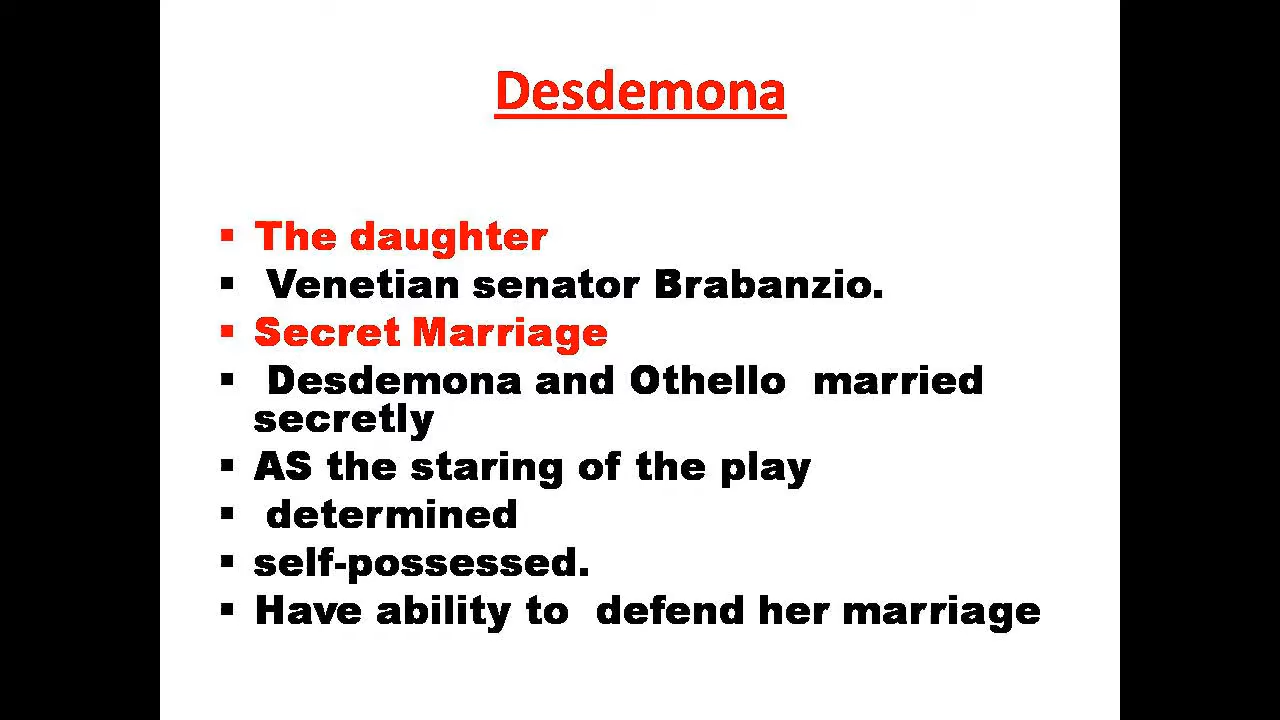 Desdemona
▪ The daughter
▪ Venetian senator Brabanzio.
▪ Secret Marriage
▪ Desdemona and Othello married
secretly
▪ AS the staring of the play
▪ determined
▪ self-possessed.
▪ Have ability to defend her marriage